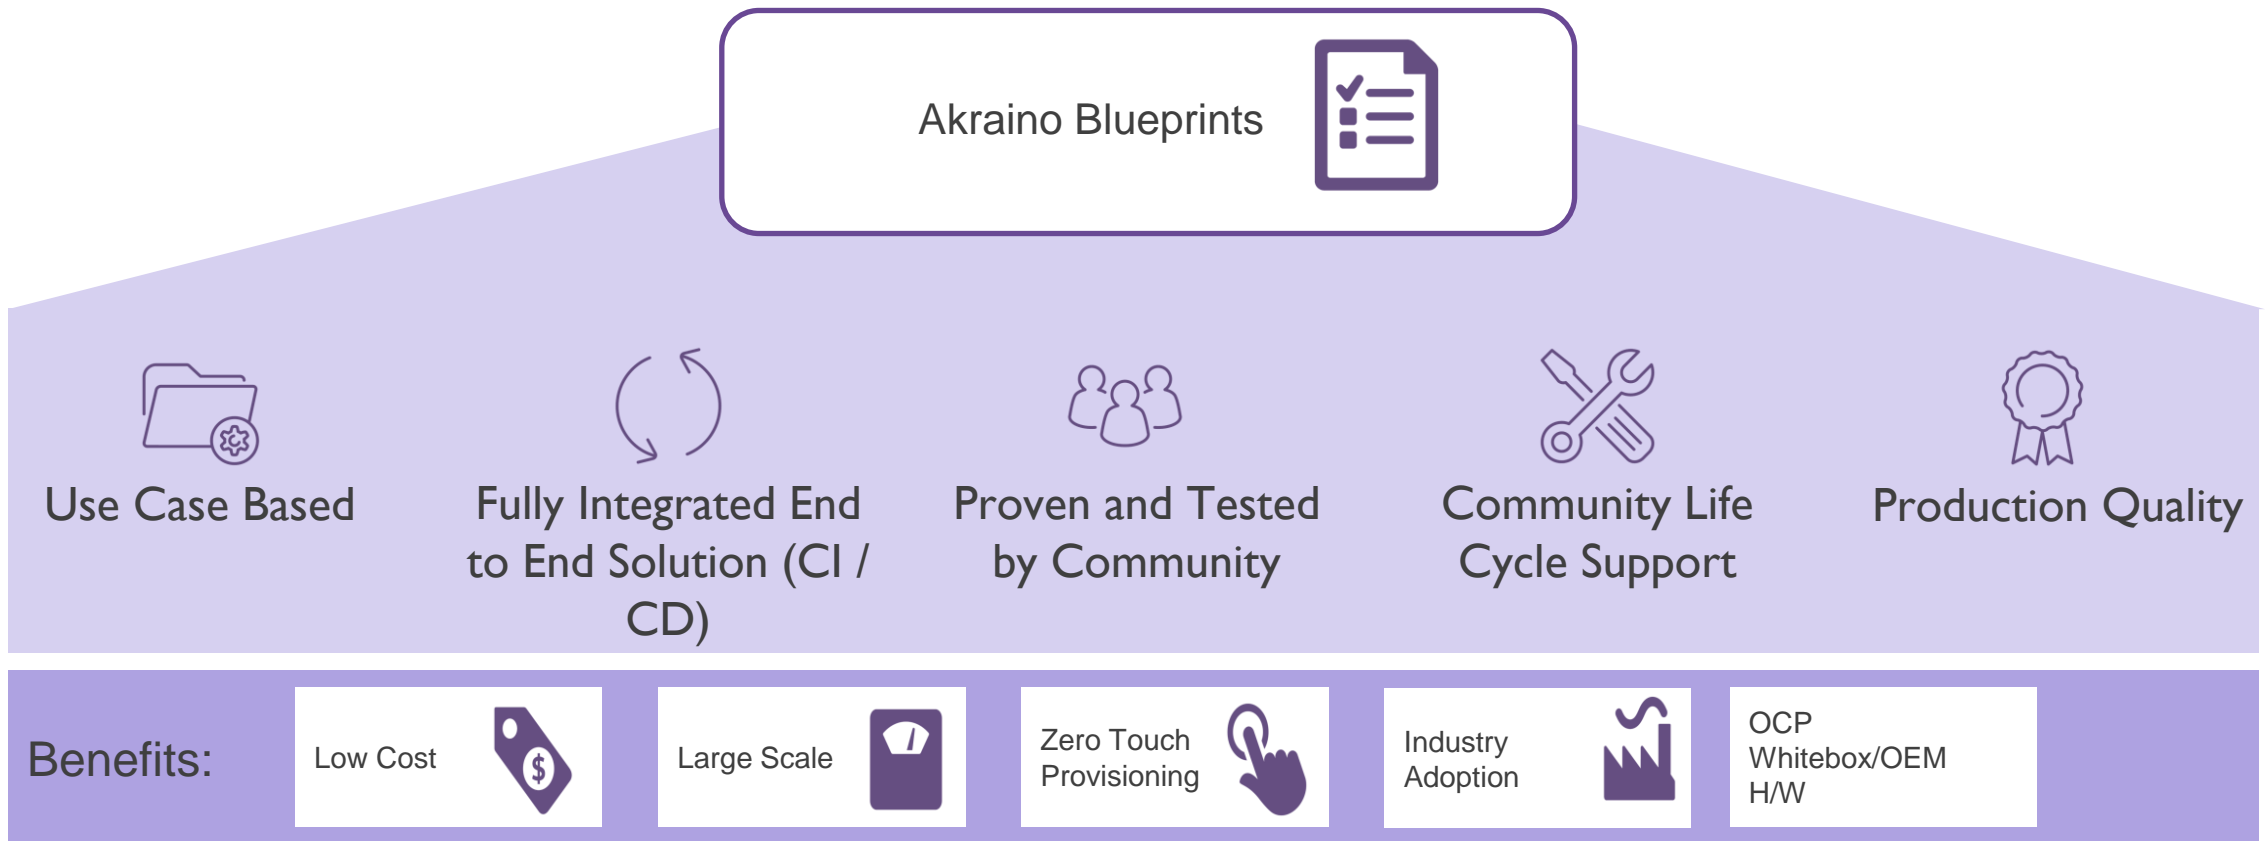 Akraino Blueprints
Use Case Based
Fully Integrated End
to End Solution (CI /
CD)
Proven and Tested
by Community
Community Life
Cycle Support
Production Quality
Benefits:
Low Cost
$
Large Scale
Zero Touch
Provisioning
Industry
Adoption
OCP
Whitebox/OEM
H/W